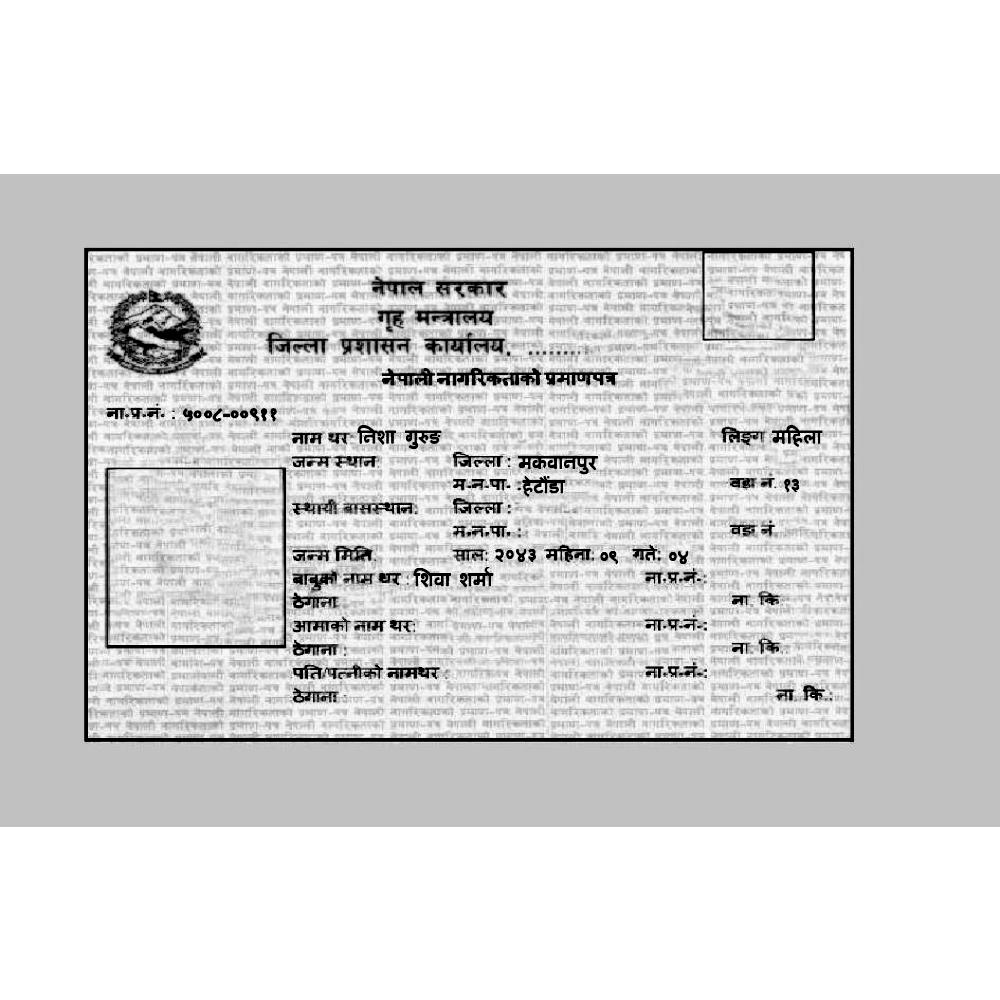 नेपाल सरकार
गृह मन्त्रालय
जिल्ला प्रशासन कार्यालय, .........
नेपाली नागरिकताको प्रमाणपत्र
ना.प्र.नं. : ५००८-००९११
नाम थर निशा गुरुङ लिङ्ग महिला
जन्म स्थान: जिल्ला : मकवानपुर
म.न.पा. : हेटौंडा वडा नं. १३
स्थायी बासस्थान: जिल्ला :
म.न.पा. : वडा नं.
जन्म मिति: साल: २०४३ महिना: ०९ गते: ०४
बाबुको नाम थर : शिवा शर्मा ना.प्र.नं.:
ठेगाना: ना. कि.:
आमाको नाम थर: ना.प्र.नं.:
ठेगाना : ना. कि.:
पति/पत्नीको नामथर : ना.प्र.नं.:
ठेगाना: ना. कि.: